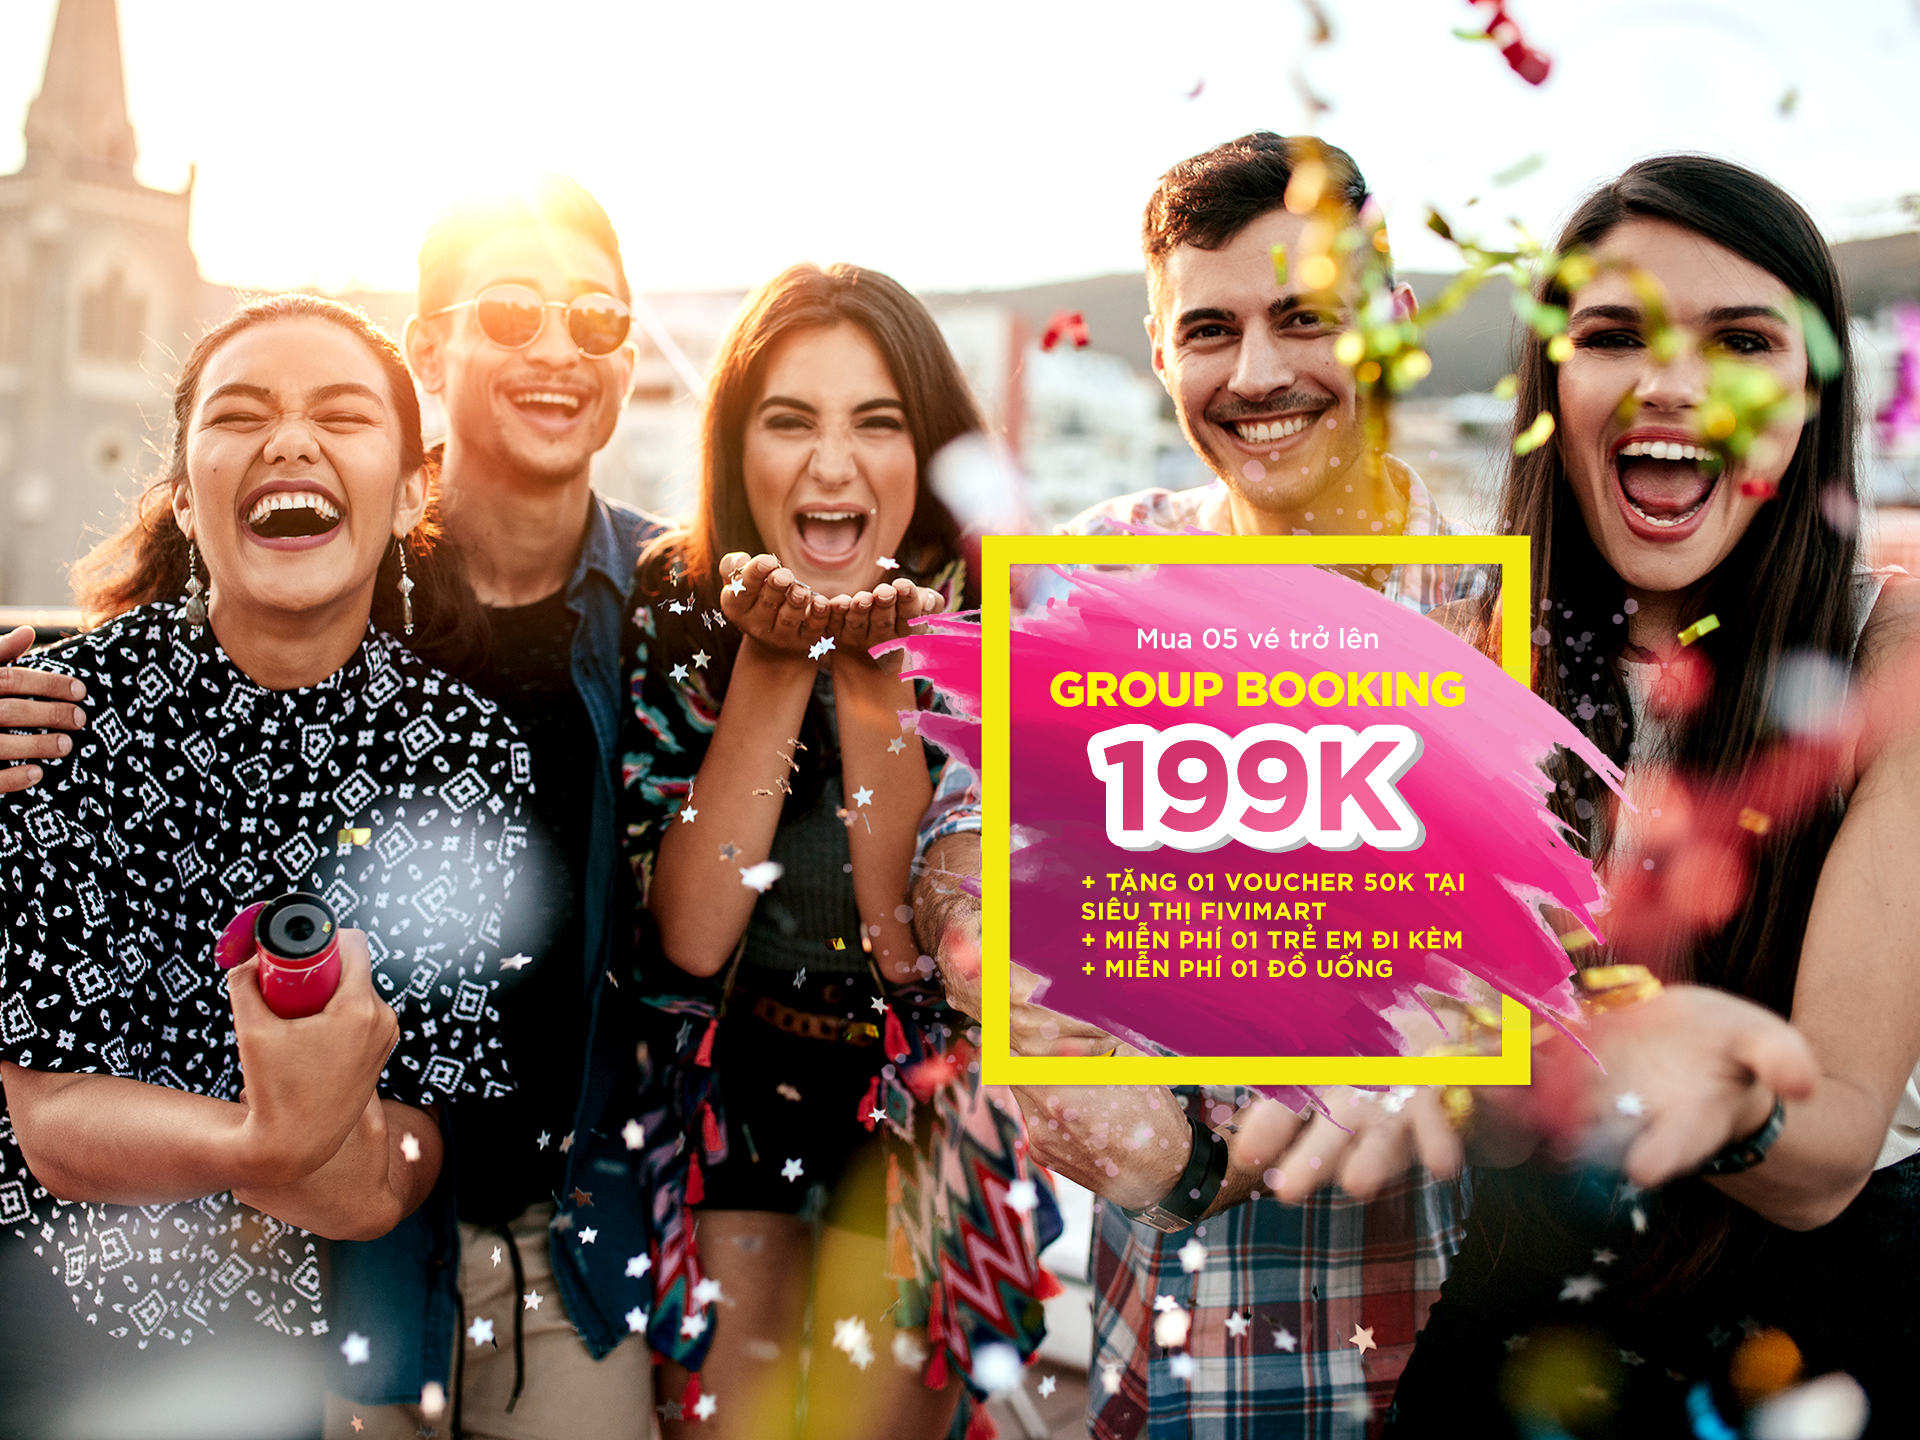 Mua 05 vé trở lên
GROUP BOOKING
199K
+ TẶNG 01 VOUCHER 50K TẠI
SIÊU THỊ FIVIMART
+ MIỄN PHÍ 01 TRẺ EM ĐI KÈM
+ MIỄN PHÍ 01 ĐỒ UỐNG